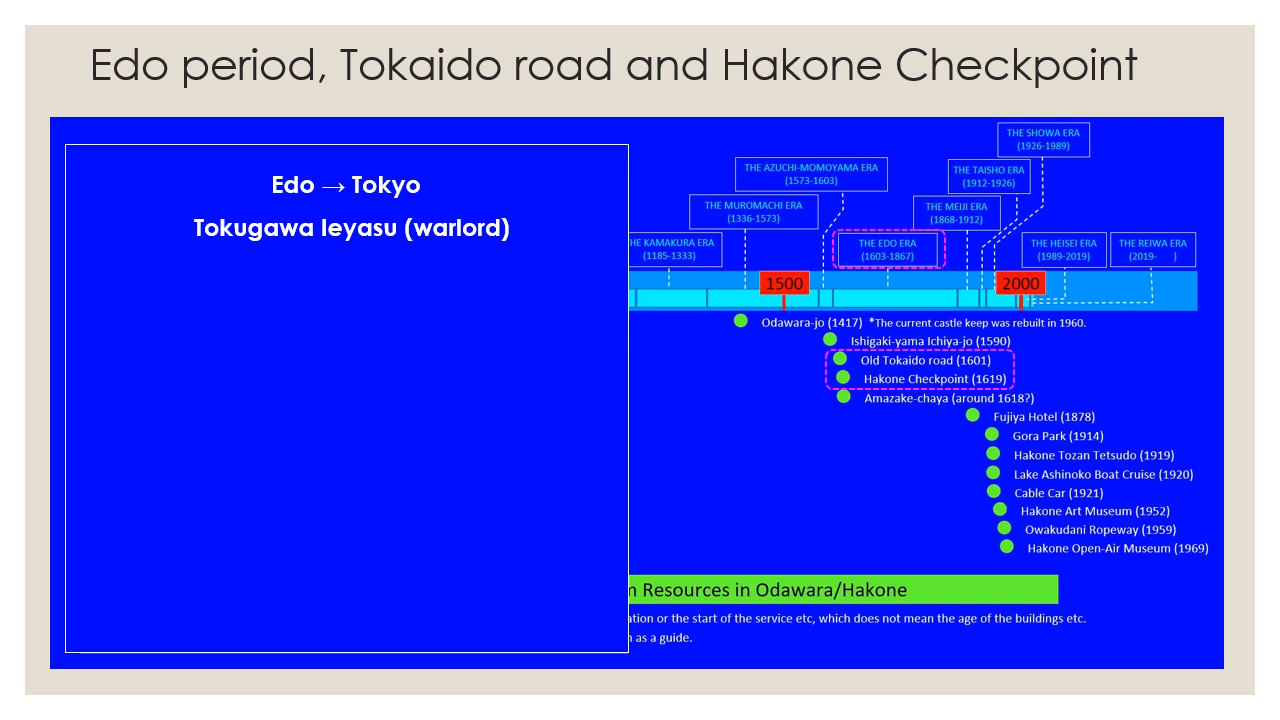 Edo period, Tokaido road and Hakone Checkpoint
Edo → Tokyo
Tokugawa Ieyasu (warlord)
THE SHOWA ERA
(1926-1989)
THE AZUCHI-MOMOYAMA ERA
(1573-1603)
THE TAISHO ERA
(1912-1926)
THE MUROMACHI ERA
(1336-1573)
THE MEIJI ERA
(1868-1912)
HE KAMAKURA ERA
(1185-1333)
THE EDO ERA
(1603-1867)
THE HEISEI ERA
(1989-2019)
THE REIWA ERA
(2019- )
1500
2000
Odawara-jo (1417) *The current castle keep was rebuilt in 1960.
Ishigaki-yama Ichiya-jo (1590)
Old Tokaido road (1601)
Hakone Checkpoint (1619)
Amazake-chaya (around 1618?)
Fujiya Hotel (1878)
Gora Park (1914)
Hakone Tozan Tetsudo (1919)
Lake Ashinoko Boat Cruise (1920)
Cable Car (1921)
Hakone Art Museum (1952)
Owakudani Ropeway (1959)
Hakone Open-Air Museum (1969)
Resources in Odawara/Hakone
ation or the start of the service etc, which does not mean the age of the buildings etc.
as a guide.